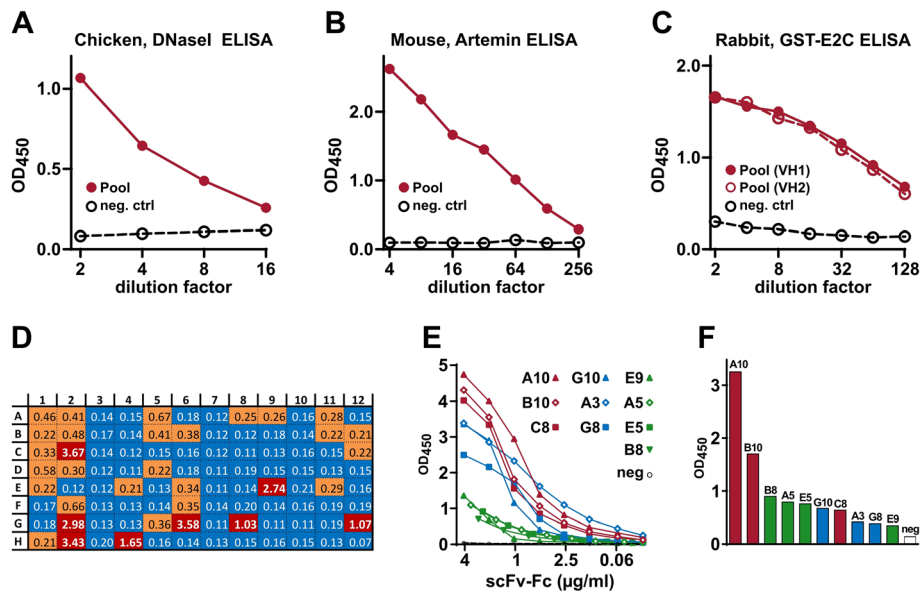 A
Chicken, DNaseI ELISA
OD450
1.0
0.5
0.0
Pool
neg. ctrl
2 4 8 16
dilution factor
B
Mouse, Artemin ELISA
OD450
2.0
1.0
0.0
Pool
neg. ctrl
4 16 64 256
dilution factor
C
Rabbit, GST-E2C ELISA
OD450
2.0
1.0
0.0
Pool (VH1)
Pool (VH2)
neg. ctrl
2 8 32 128
dilution factor
D
1 2 3 4 5 6 7 8 9 10 11 12
A 0.46 0.41 0.14 0.15 0.67 0.18 0.12 0.25 0.26 0.16 0.28 0.15
B 0.22 0.48 0.17 0.14 0.41 0.38 0.12 0.12 0.18 0.14 0.22 0.21
C 0.33 3.67 0.14 0.12 0.15 0.16 0.11 0.12 0.16 0.15 0.12 0.22
D 0.58 0.30 0.12 0.11 0.22 0.18 0.11 0.15 0.19 0.15 0.13 0.15
E 0.22 0.12 0.12 0.21 0.13 0.34 0.11 0.14 2.74 0.29 0.16
F 0.17 0.66 0.13 0.13 0.14 0.35 0.14 0.20 0.14 0.16 0.19 0.19
G 0.18 2.98 0.13 0.13 0.36 3.58 1.03 0.11 0.11 0.19 1.07
H 0.21 3.43 0.20 1.65 0.14 0.16 0.12 0.14 0.16 0.13 0.12 0.07
E
OD450
5
4
3
2
1
0
A10 G10 E9
B10 A3 A5
C8 G8 E5
B8
neg
4 1 2.5 0.06
scFv-Fc (µg/ml)
F
OD450
3
2
1
0
A10
B10
B8
A5
E5
G10
C8
A3
G8
E9
neg